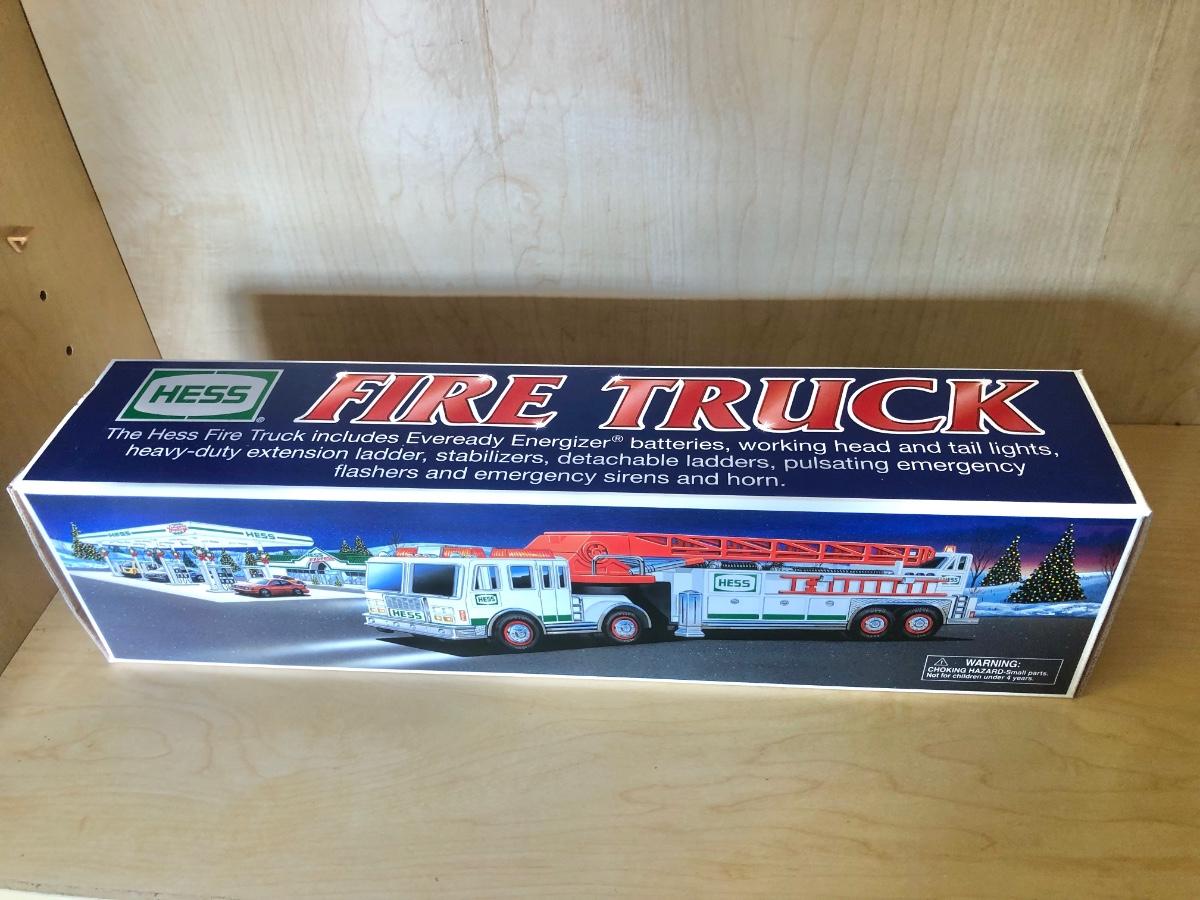 HESS
®
FIRE TRUCK
The Hess Fire Truck includes Eveready Energizer® batteries, working head and tail lights,
heavy-duty extension ladder, stabilizers, detachable ladders, pulsating emergency
flashers and emergency sirens and horn.
HESS
HESS
HESS
HESS
HESS
HESS
⚠ WARNING:
CHOKING HAZARD-Small parts.
Not for children under 4 years.